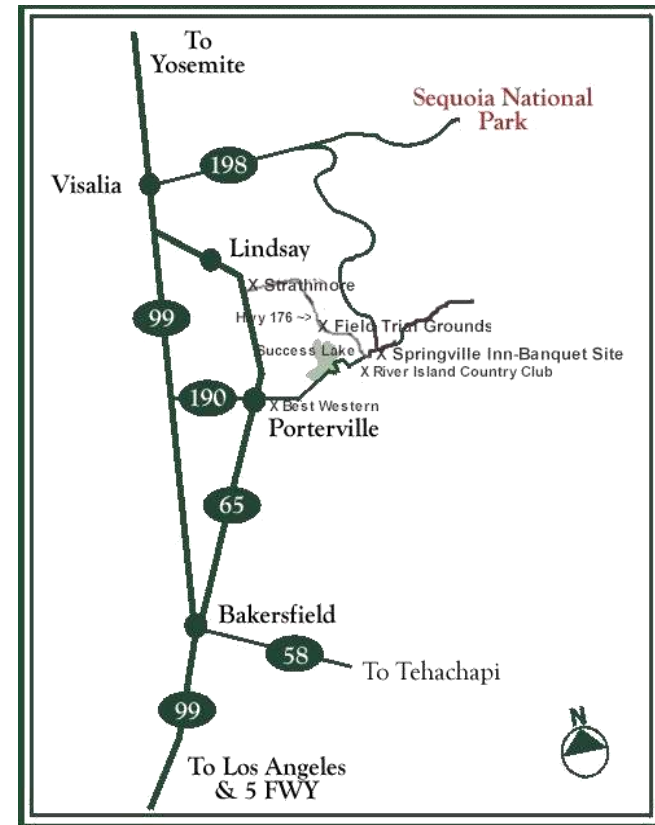 To
Yosemite
Sequoia National
Park
198
Visalia
Lindsay
X Strathmore
99
Hwy 176 ~>
X Field Trial Grounds
Success Lake
X Springville Inn-Banquet Site
X River Island Country Club
190
X Best Western
Porterville
65
Bakersfield
58
To Tehachapi
99
N
To Los Angeles
& 5 FWY